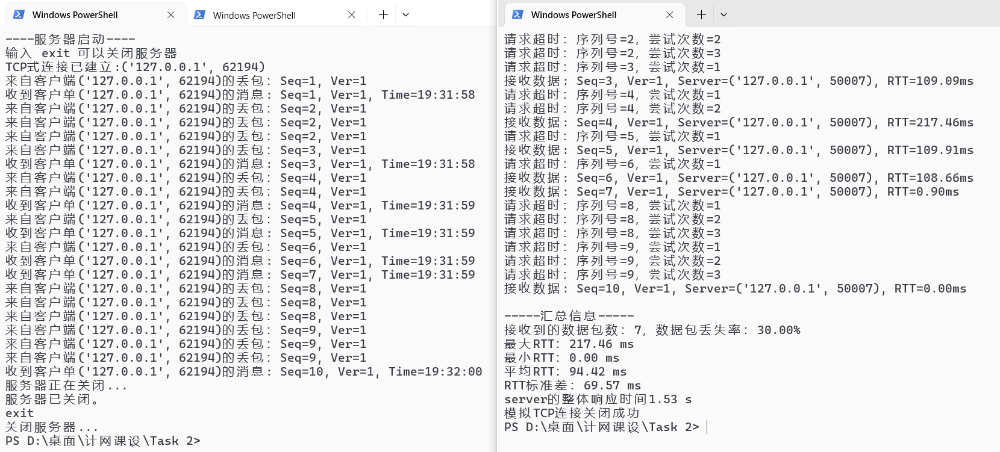 Windows PowerShell
Windows PowerShell
----服务器启动----
输入 exit 可以关闭服务器
TCP式连接已建立:('127.0.0.1', 62194)
来自客户端('127.0.0.1', 62194)的丢包: Seq=1, Ver=1
收到客户单('127.0.0.1', 62194)的消息: Seq=1, Ver=1, Time=19:31:58
来自客户端('127.0.0.1', 62194)的丢包: Seq=2, Ver=1
来自客户端('127.0.0.1', 62194)的丢包: Seq=2, Ver=1
来自客户端('127.0.0.1', 62194)的丢包: Seq=2, Ver=1
来自客户端('127.0.0.1', 62194)的丢包: Seq=3, Ver=1
收到客户单('127.0.0.1', 62194)的消息: Seq=3, Ver=1, Time=19:31:58
来自客户端('127.0.0.1', 62194)的丢包: Seq=4, Ver=1
来自客户端('127.0.0.1', 62194)的丢包: Seq=4, Ver=1
收到客户单('127.0.0.1', 62194)的消息: Seq=4, Ver=1, Time=19:31:59
来自客户端('127.0.0.1', 62194)的丢包: Seq=5, Ver=1
收到客户单('127.0.0.1', 62194)的消息: Seq=5, Ver=1, Time=19:31:59
来自客户端('127.0.0.1', 62194)的丢包: Seq=6, Ver=1
收到客户单('127.0.0.1', 62194)的消息: Seq=6, Ver=1, Time=19:31:59
收到客户单('127.0.0.1', 62194)的消息: Seq=7, Ver=1, Time=19:31:59
来自客户端('127.0.0.1', 62194)的丢包: Seq=8, Ver=1
来自客户端('127.0.0.1', 62194)的丢包: Seq=8, Ver=1
来自客户端('127.0.0.1', 62194)的丢包: Seq=8, Ver=1
来自客户端('127.0.0.1', 62194)的丢包: Seq=9, Ver=1
来自客户端('127.0.0.1', 62194)的丢包: Seq=9, Ver=1
来自客户端('127.0.0.1', 62194)的丢包: Seq=9, Ver=1
收到客户单('127.0.0.1', 62194)的消息: Seq=10, Ver=1, Time=19:32:00
服务器正在关闭...
服务器已关闭。
exit
关闭服务器...
PS D:\桌面\计网课设\Task 2>
Windows PowerShell
请求超时: 序列号=2, 尝试次数=2
请求超时: 序列号=2, 尝试次数=3
请求超时: 序列号=3, 尝试次数=1
接收数据: Seq=3, Ver=1, Server=('127.0.0.1', 50007), RTT=109.09ms
请求超时: 序列号=4, 尝试次数=1
请求超时: 序列号=4, 尝试次数=2
接收数据: Seq=4, Ver=1, Server=('127.0.0.1', 50007), RTT=217.46ms
请求超时: 序列号=5, 尝试次数=1
接收数据: Seq=5, Ver=1, Server=('127.0.0.1', 50007), RTT=109.91ms
请求超时: 序列号=6, 尝试次数=1
接收数据: Seq=6, Ver=1, Server=('127.0.0.1', 50007), RTT=108.66ms
接收数据: Seq=7, Ver=1, Server=('127.0.0.1', 50007), RTT=0.90ms
请求超时: 序列号=8, 尝试次数=1
请求超时: 序列号=8, 尝试次数=2
请求超时: 序列号=8, 尝试次数=3
请求超时: 序列号=9, 尝试次数=1
请求超时: 序列号=9, 尝试次数=2
请求超时: 序列号=9, 尝试次数=3
接收数据: Seq=10, Ver=1, Server=('127.0.0.1', 50007), RTT=0.00ms
-----汇总信息-----
接收到的数据包数: 7, 数据包丢失率: 30.00%
最大RTT: 217.46 ms
最小RTT: 0.00 ms
平均RTT: 94.42 ms
RTT标准差: 69.57 ms
server的整体响应时间1.53 s
模拟TCP连接关闭成功
PS D:\桌面\计网课设\Task 2>